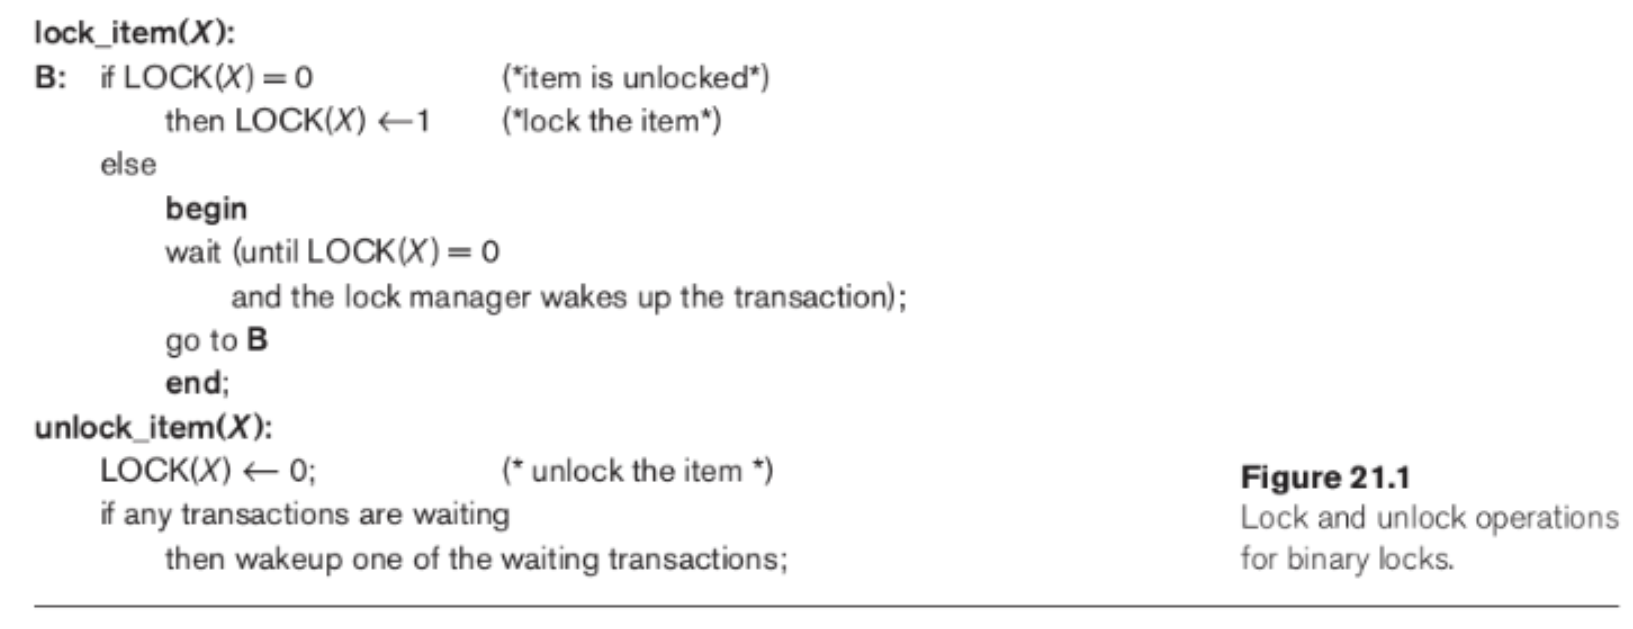 lock_item(X):
B: if LOCK(X) = 0 (*item is unlocked*)
then LOCK(X) ←1 (*lock the item*)
else
begin
wait (until LOCK(X) = 0
and the lock manager wakes up the transaction);
go to B
end;
unlock_item(X):
LOCK(X) ← 0; (* unlock the item *)
if any transactions are waiting
then wakeup one of the waiting transactions;
Figure 21.1
Lock and unlock operations
for binary locks.